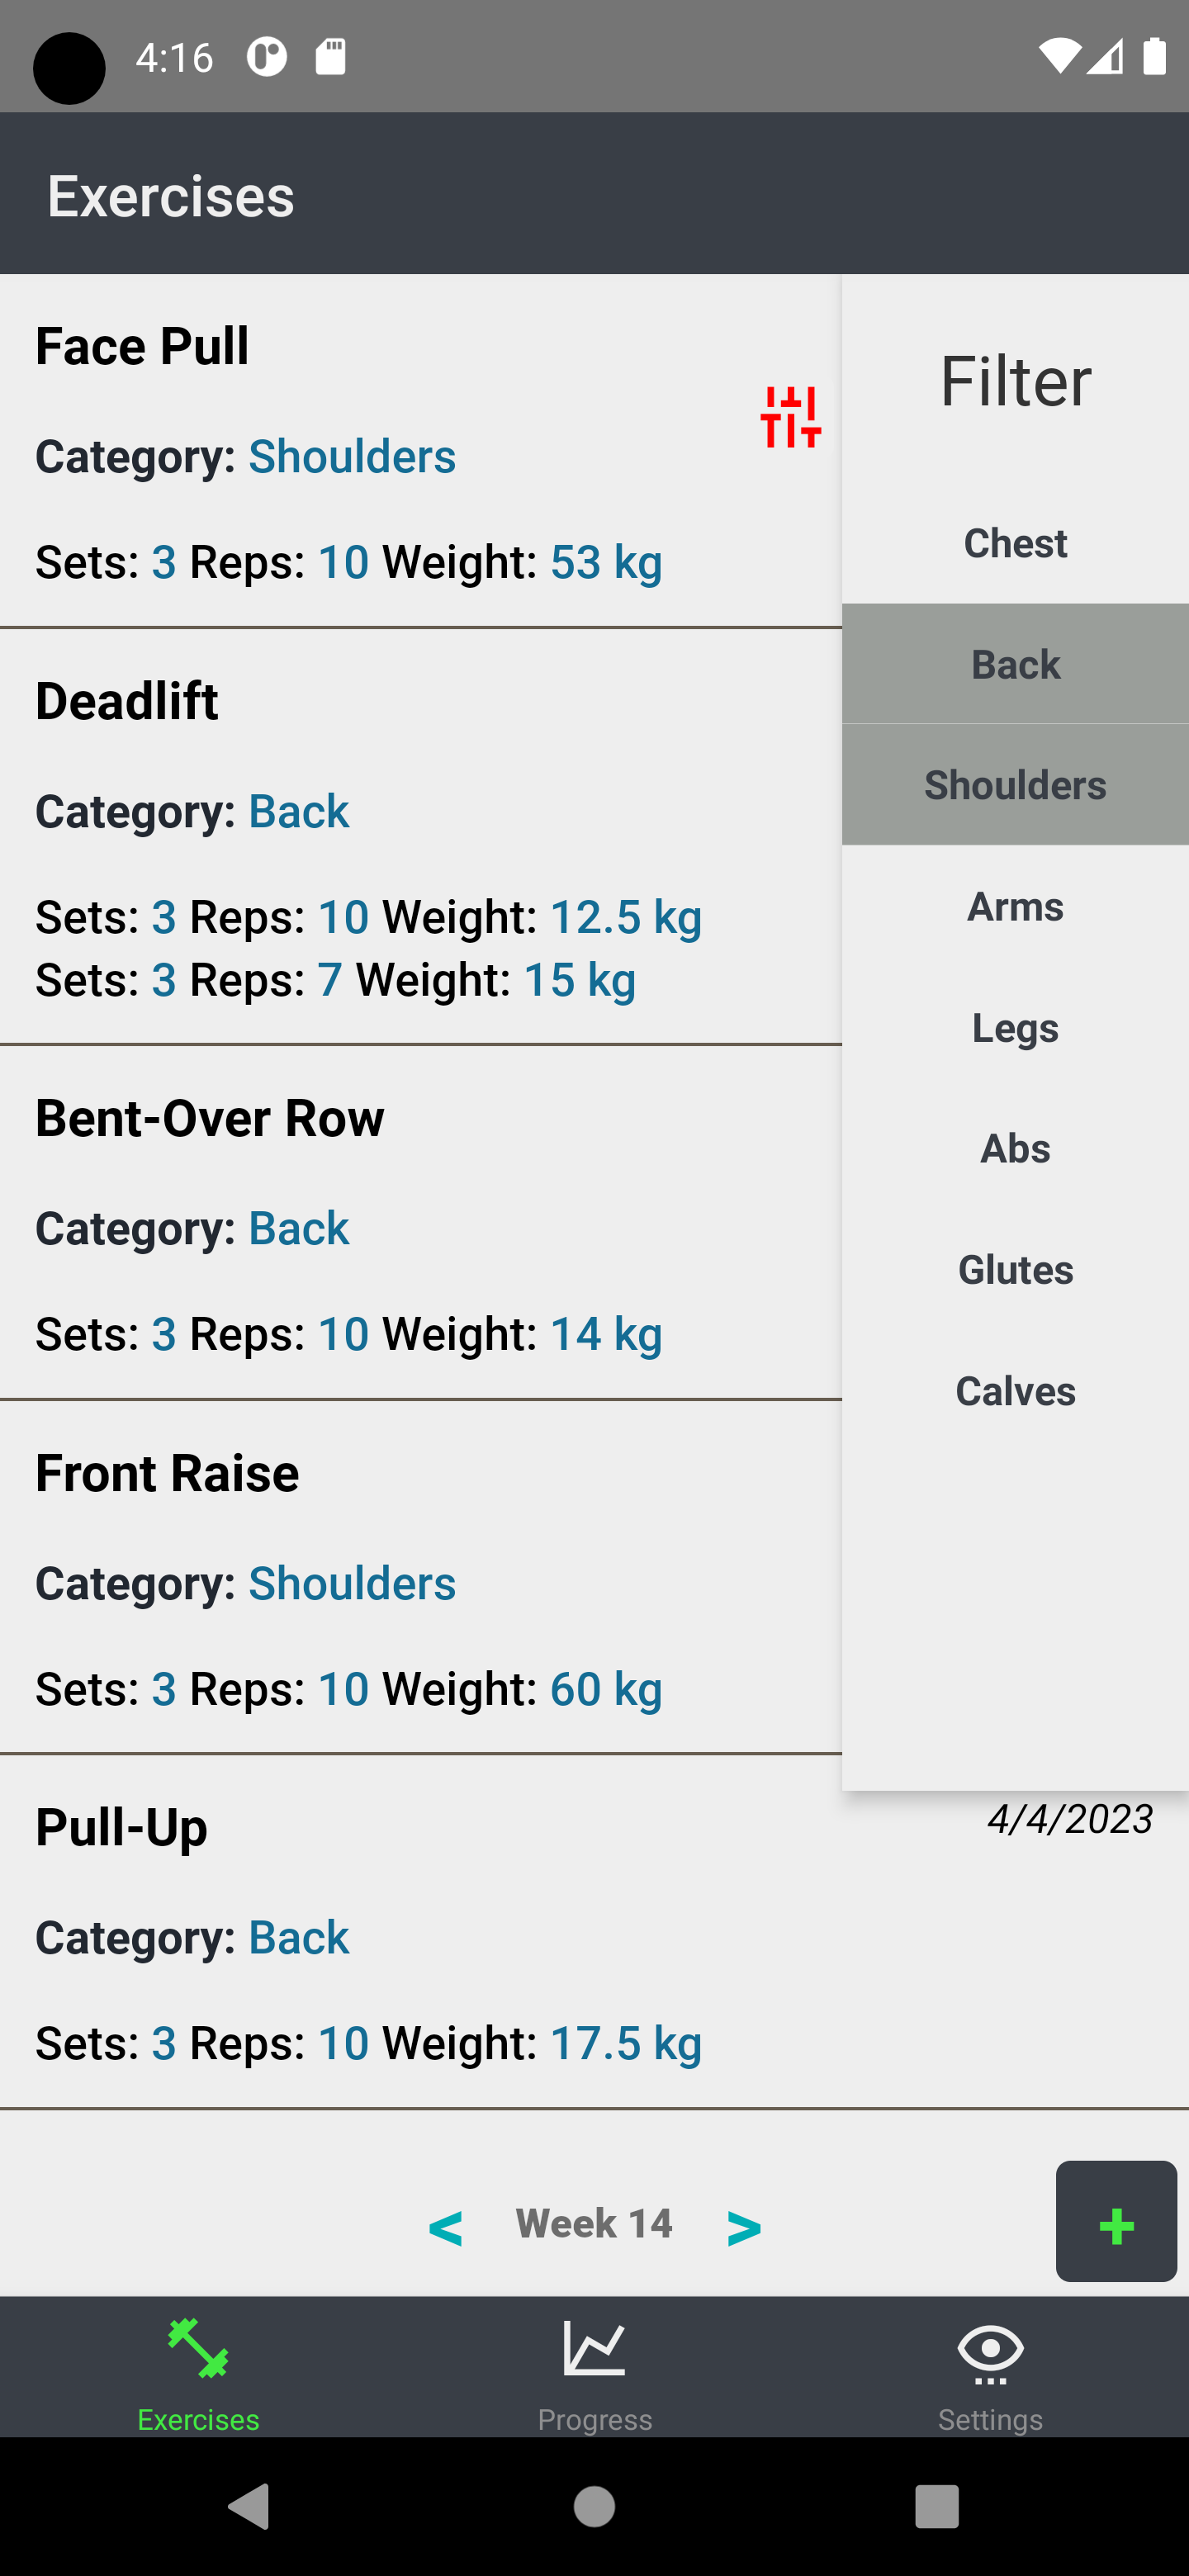 4:16
Exercises
Face Pull
Category: Shoulders
Sets: 3 Reps: 10 Weight: 53 kg
Deadlift
Category: Back
Sets: 3 Reps: 10 Weight: 12.5 kg
Sets: 3 Reps: 7 Weight: 15 kg
Bent-Over Row
Category: Back
Sets: 3 Reps: 10 Weight: 14 kg
Front Raise
Category: Shoulders
Sets: 3 Reps: 10 Weight: 60 kg
Filter
Chest
Back
Shoulders
Arms
Legs
Abs
Glutes
Calves
Pull-Up
4/4/2023
Category: Back
Sets: 3 Reps: 10 Weight: 17.5 kg
< Week 14 >
+
Exercises
Progress
Settings